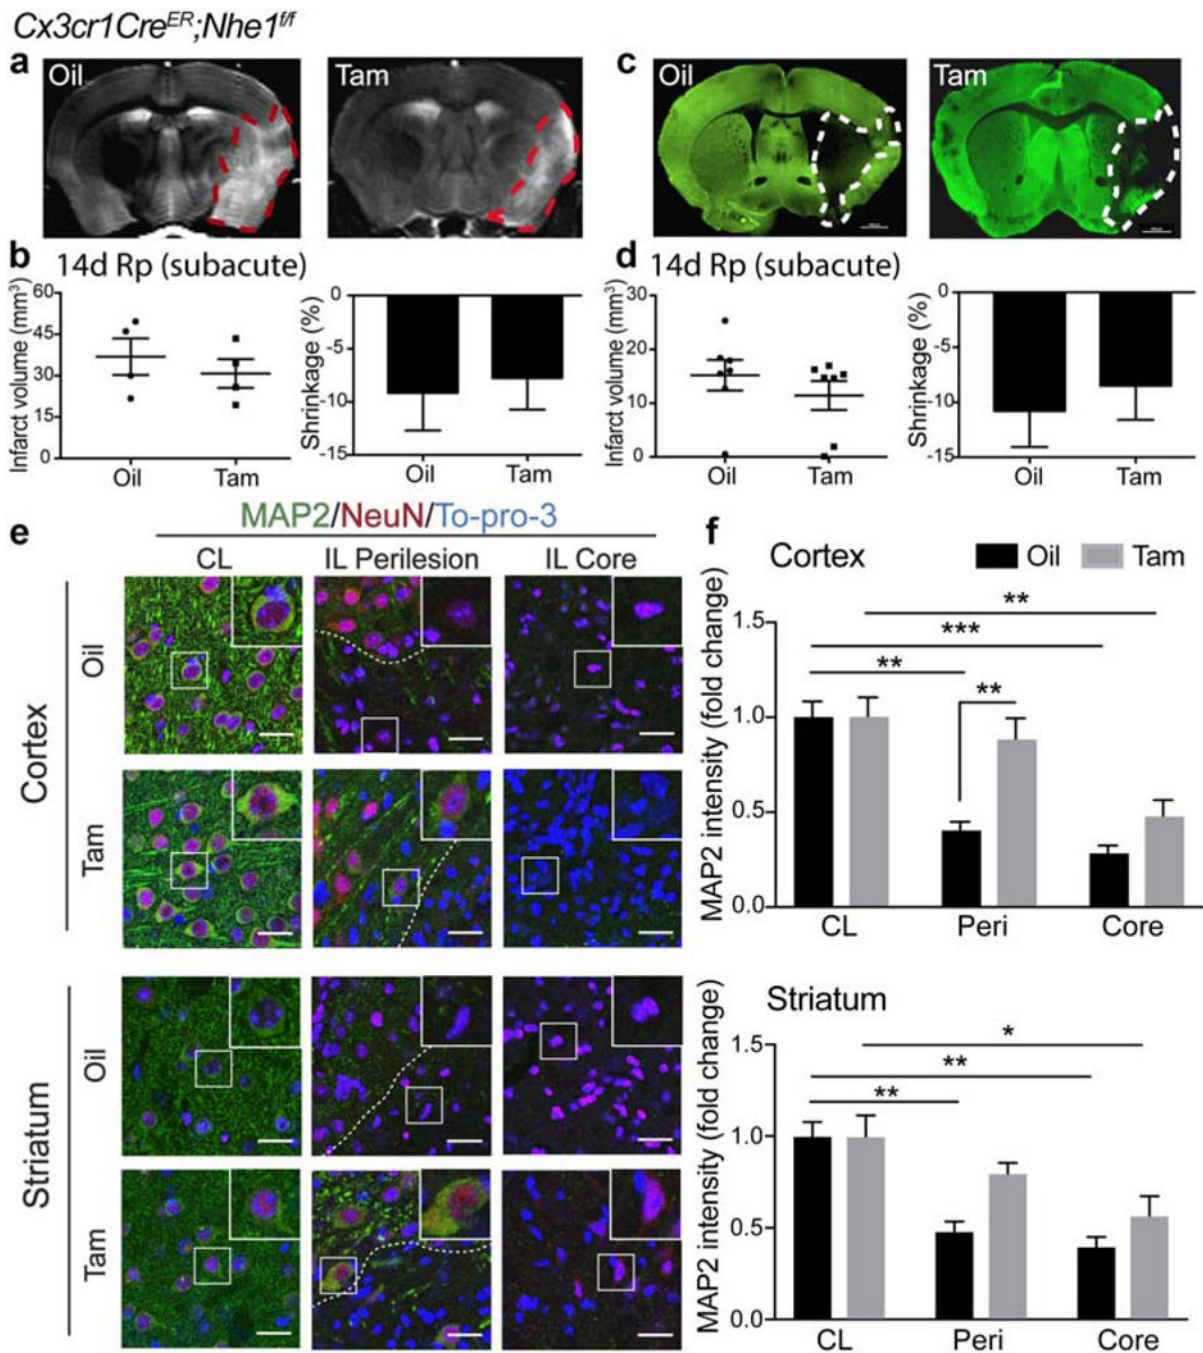 Cx3cr1Cre^ER;Nhe1^f/f
a
Oil
Tam
c
Oil
Tam
b
14d Rp (subacute)
Infarct volume (mm³)
60
45
30
15
0
Oil
Tam
Shrinkage (%)
0
-5
-10
-15
Oil
Tam
d
14d Rp (subacute)
Infarct volume (mm³)
30
20
10
0
Oil
Tam
Shrinkage (%)
0
-5
-10
-15
Oil
Tam
e
MAP2/NeuN/To-pro-3
CL
IL Perilesion
IL Core
Cortex
Oil
Tam
Striatum
Oil
Tam
f
Cortex
Oil
Tam
MAP2 intensity (fold change)
1.5
1.0
0.5
0.0
**
***
**
**
CL
Peri
Core
Striatum
MAP2 intensity (fold change)
1.5
1.0
0.5
0.0
*
**
**
CL
Peri
Core